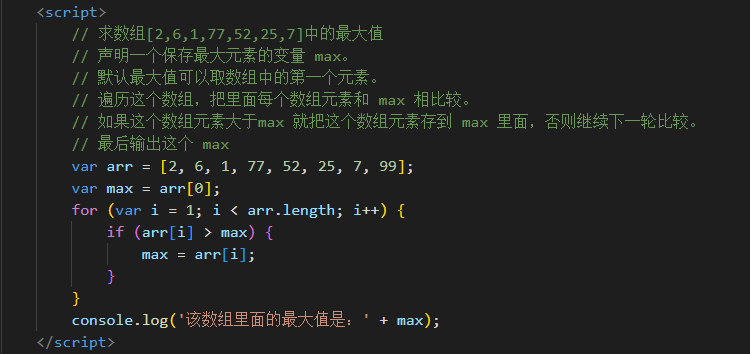 <script>
// 求数组[2,6,1,77,52,25,7]中的最大值
// 声明一个保存最大元素的变量 max。
// 默认最大值可以取数组中的第一个元素。
// 遍历这个数组，把里面每个数组元素和 max 相比较。
// 如果这个数组元素大于max 就把这个数组元素存到 max 里面，否则继续下一轮比较。
// 最后输出这个 max
var arr = [2, 6, 1, 77, 52, 25, 7, 99];
var max = arr[0];
for (var i = 1; i < arr.length; i++) {
if (arr[i] > max) {
max = arr[i];
}
}
console.log('该数组里面的最大值是：' + max);
</script>